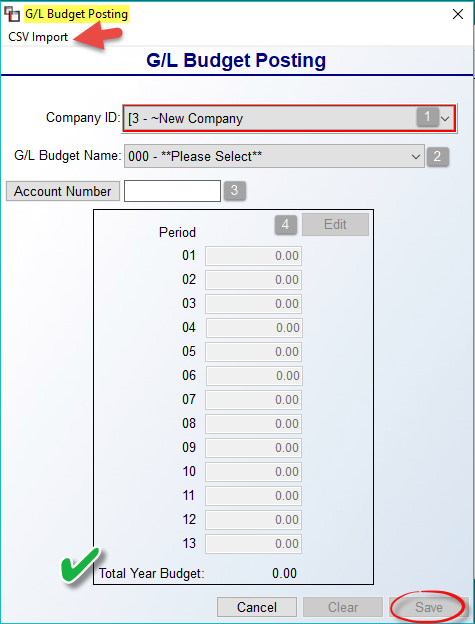 G/L Budget Posting
CSV Import
G/L Budget Posting
Company ID: [3 - ~New Company 1
G/L Budget Name: 000 - **Please Select** 2
Account Number 3
4 Edit
Period
01 0.00
02 0.00
03 0.00
04 0.00
05 0.00
06 0.00
07 0.00
08 0.00
09 0.00
10 0.00
11 0.00
12 0.00
13 0.00
Total Year Budget: 0.00
Cancel Clear Save